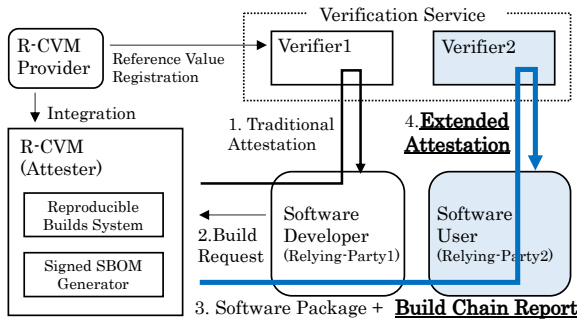 Verification Service
R-CVM
Provider
Reference Value
Registration
Verifier1
Verifier2
Integration
1. Traditional
Attestation
4.Extended
Attestation
R-CVM
(Attester)
Reproducible
Builds System
Signed SBOM
Generator
2.Build
Request
Software
Developer
(Relying-Party1)
Software
User
(Relying-Party2)
3. Software Package + Build Chain Report